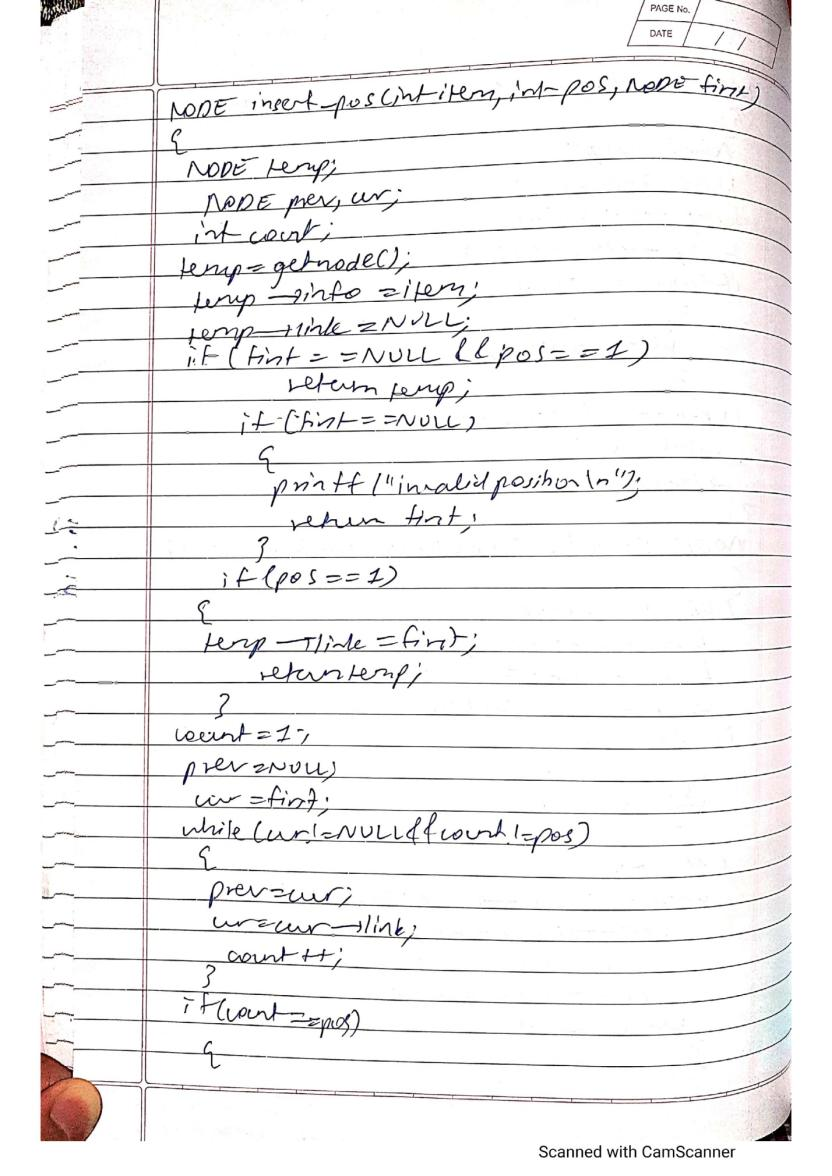 PAGE No.
DATE / /
NODE insert_pos(int item, int pos, NODE first)
{
NODE temp;
NODE prev, cur;
int count;
temp=getnode();
temp→info=item;
temp→link=NULL;
if(first==NULL && pos==1)
return temp;
if(first==NULL)
{
printf("invalid position\n");
return first;
}
if(pos==1)
{
temp→link=first;
return temp;
}
count=1;
prev=NULL;
cur=first;
while(cur!=NULL&&count!=pos)
{
prev=cur;
cur=cur→link;
count++;
}
if(count==pos)
{
Scanned with CamScanner